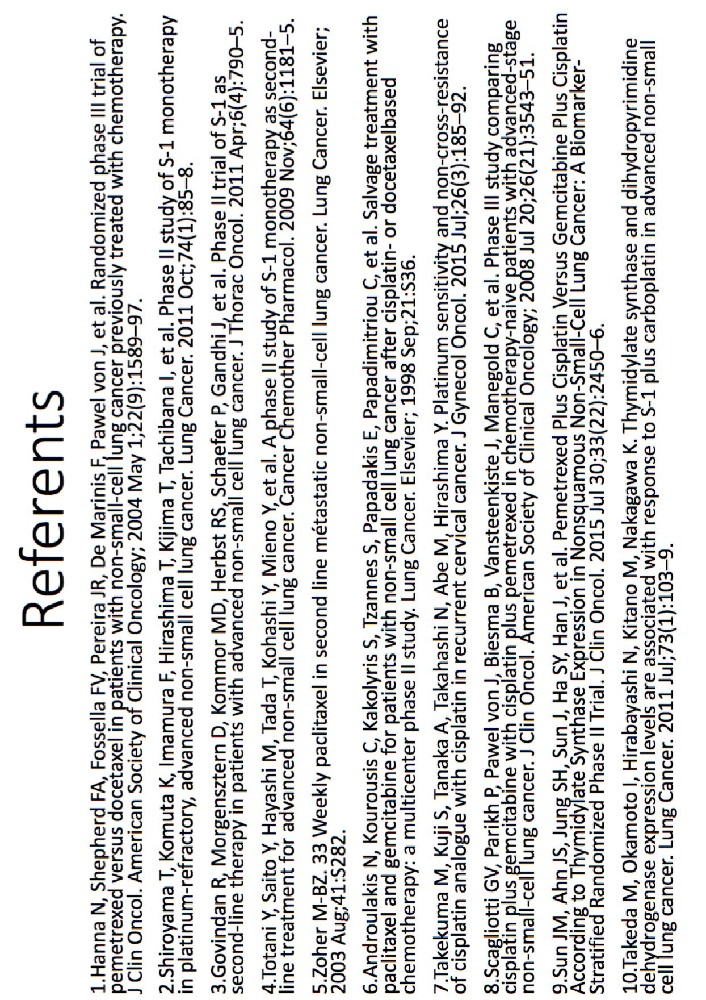 Referents
1.Hanna N, Shepherd FA, Fossella FV, Pereira JR, De Marinis F, Pawel von J, et al. Randomized phase III trial of
pemetrexed versus docetaxel in patients with non-small-cell lung cancer previously treated with chemotherapy.
J Clin Oncol. American Society of Clinical Oncology; 2004 May 1;22(9):1589–97.
2.Shiroyama T, Komuta K, Imamura F, Hirashima T, Kijima T, Tachibana I, et al. Phase II study of S-1 monotherapy
in platinum-refractory, advanced non-small cell lung cancer. Lung Cancer. 2011 Oct;74(1):85–8.
3.Govindan R, Morgensztern D, Kommor MD, Herbst RS, Schaefer P, Gandhi J, et al. Phase II trial of S-1 as
second-line therapy in patients with advanced non-small cell lung cancer. J Thorac Oncol. 2011 Apr;6(4):790–5.
4.Totani Y, Saito Y, Hayashi M, Tada T, Kohashi Y, Mieno Y, et al. A phase II study of S-1 monotherapy as second-
line treatment for advanced non-small cell lung cancer. Cancer Chemother Pharmacol. 2009 Nov;64(6):1181–5.
5.Zoher M-BZ. 33 Weekly paclitaxel in second line métastatic non-small-cell lung cancer. Lung Cancer. Elsevier;
2003 Aug;41:S282.
6.Androulakis N, Kourousis C, Kakolyris S, Tzannes S, Papadakis E, Papadimitriou C, et al. Salvage treatment with
paclitaxel and gemcitabine for patients with non-small cell lung cancer after cisplatin- or docetaxelbased
chemotherapy: a multicenter phase II study. Lung Cancer. Elsevier; 1998 Sep;21:S36.
7.Takekuma M, Kuji S, Tanaka A, Takahashi N, Abe M, Hirashima Y. Platinum sensitivity and non-cross-resistance
of cisplatin analogue with cisplatin in recurrent cervical cancer. J Gynecol Oncol. 2015 Jul;26(3):185–92.
8.Scagliotti GV, Parikh P, Pawel von J, Biesma B, Vansteenkiste J, Manegold C, et al. Phase III study comparing
cisplatin plus gemcitabine with cisplatin plus pemetrexed in chemotherapy-naive patients with advanced-stage
non-small-cell lung cancer. J Clin Oncol. American Society of Clinical Oncology; 2008 Jul 20;26(21):3543–51.
9.Sun JM, Ahn JS, Jung SH, Sun J, Ha SY, Han J, et al. Pemetrexed Plus Cisplatin Versus Gemcitabine Plus Cisplatin
According to Thymidylate Synthase Expression in Nonsquamous Non-Small-Cell Lung Cancer: A Biomarker-
Stratified Randomized Phase II Trial. J Clin Oncol. 2015 Jul 30;33(22):2450–6.
10.Takeda M, Okamoto I, Hirabayashi N, Kitano M, Nakagawa K. Thymidylate synthase and dihydropyrimidine
dehydrogenase expression levels are associated with response to S-1 plus carboplatin in advanced non-small
cell lung cancer. Lung Cancer. 2011 Jul;73(1):103–9.